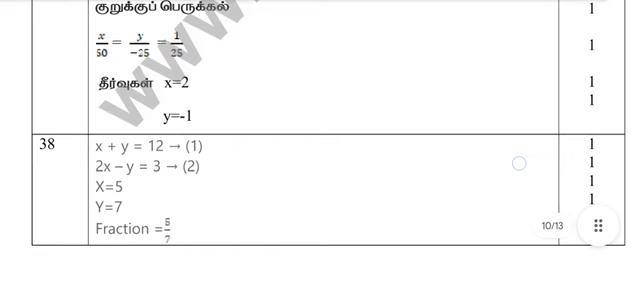 குறுக்குப் பெருக்கல் 1
x/50 = y/-25 = 1/25 1
தீர்வுகள் x=2 1
1
y=-1
www
38 x + y = 12 → (1) 1
2x – y = 3 → (2) 1
X=5 1
Y=7 1
Fraction = 5/7
10/13